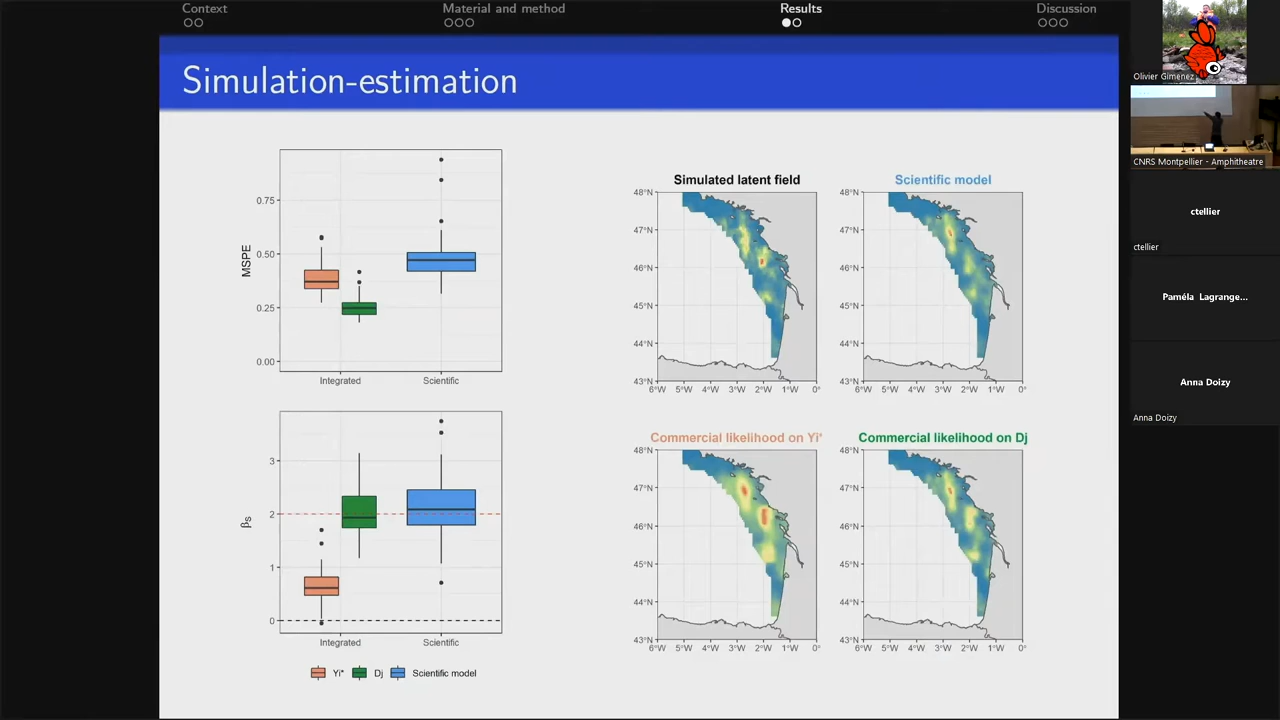 Context
Material and method
Results
Discussion
Simulation-estimation
MSPE
0.75
0.50
0.25
0.00
Integrated
Scientific
βs
3
2
1
0
Integrated
Scientific
Yi*
Dj
Scientific model
Simulated latent field
48°N
47°N
46°N
45°N
44°N
43°N
6°W 5°W 4°W 3°W 2°W 1°W 0°
Scientific model
48°N
47°N
46°N
45°N
44°N
43°N
6°W 5°W 4°W 3°W 2°W 1°W 0°
Commercial likelihood on Yi*
48°N
47°N
46°N
45°N
44°N
43°N
6°W 5°W 4°W 3°W 2°W 1°W 0°
Commercial likelihood on Dj
48°N
47°N
46°N
45°N
44°N
43°N
6°W 5°W 4°W 3°W 2°W 1°W 0°
Olivier Gimenez
CNRS Montpellier - Amphitheatre
ctellier
ctellier
Paméla Lagrange...
Anna Doizy
Anna Doizy